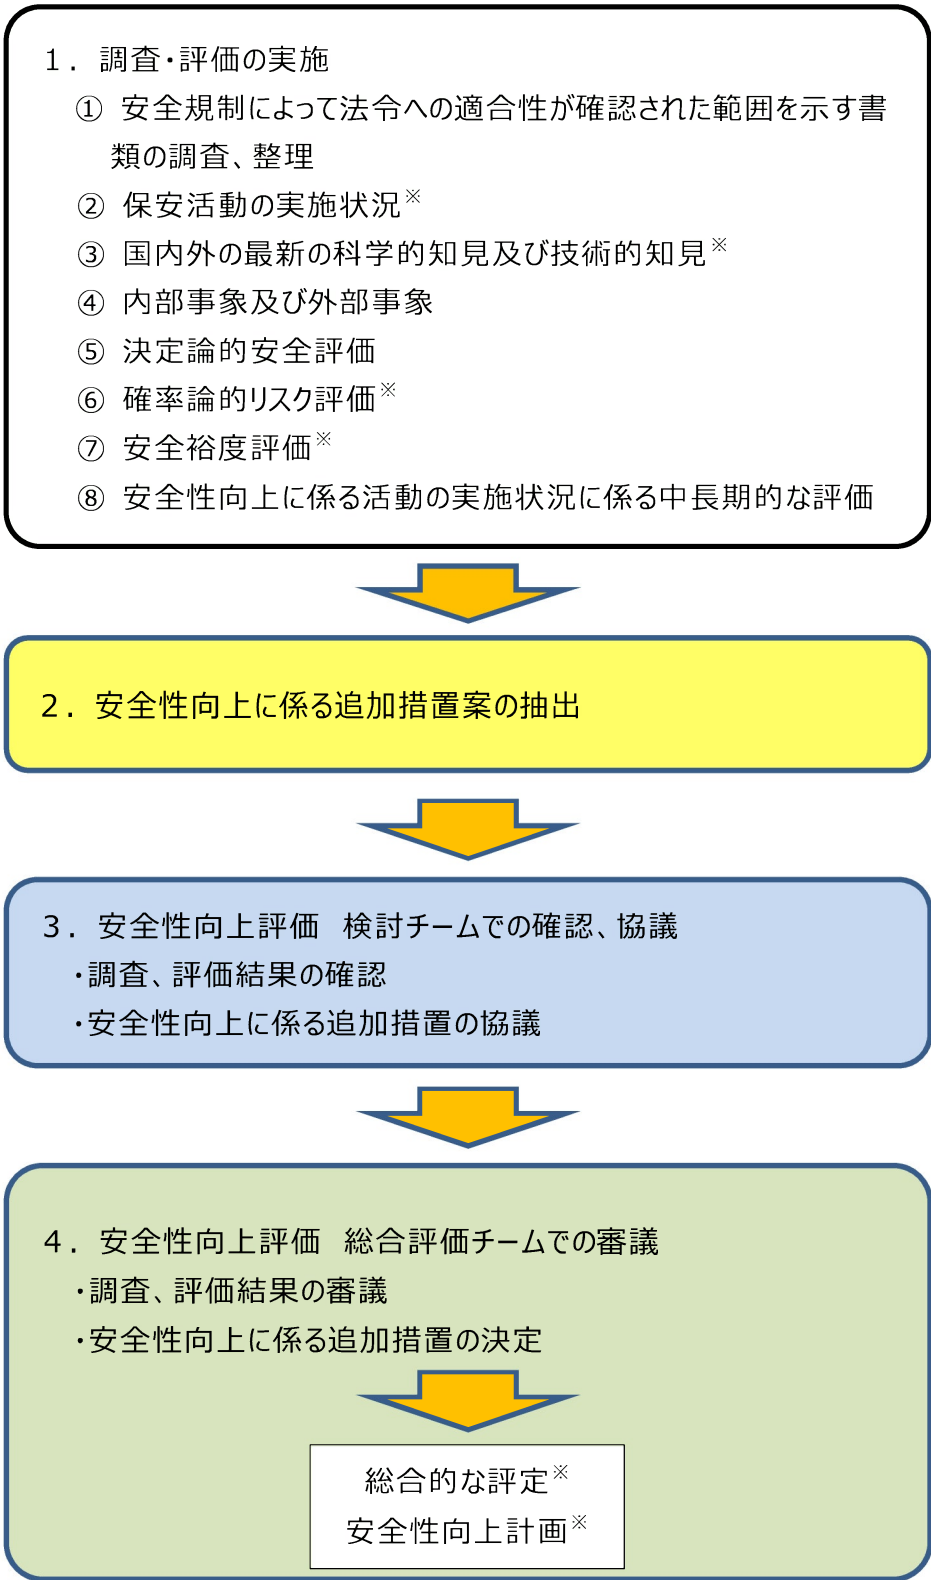 １．調査・評価の実施
① 安全規制によって法令への適合性が確認された範囲を示す書
類の調査、整理
② 保安活動の実施状況※
③ 国内外の最新の科学的知見及び技術的知見※
④ 内部事象及び外部事象
⑤ 決定論的安全評価
⑥ 確率論的リスク評価※
⑦ 安全裕度評価※
⑧ 安全性向上に係る活動の実施状況に係る中長期的な評価
２．安全性向上に係る追加措置案の抽出
３．安全性向上評価　検討チームでの確認、協議
・調査、評価結果の確認
・安全性向上に係る追加措置の協議
４．安全性向上評価　総合評価チームでの審議
・調査、評価結果の審議
・安全性向上に係る追加措置の決定
総合的な評定※
安全性向上計画※